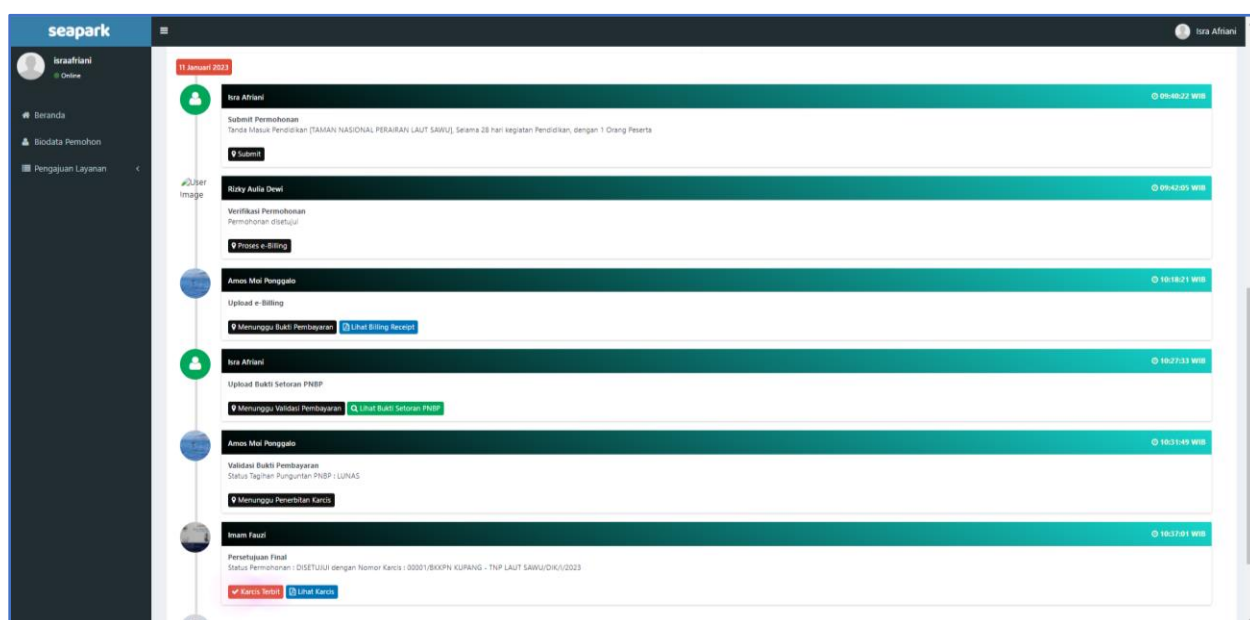 seapark
Isra Afriani
israafriani
Online
Beranda
Biodata Pemohon
Pengajuan Layanan
11 Januari 2023
Isra Afriani 09:40:22 WIB
Submit Permohonan
Tanda Masuk Pendidikan [TAMAN NASIONAL PERAIRAN LAUT SAWU], Selama 28 hari kegiatan Pendidikan, dengan 1 Orang Peserta
Submit
User
Image
Rizky Aulia Dewi 09:42:05 WIB
Verifikasi Permohonan
Permohonan disetujui
Proses e-Billing
Amos Moi Ponggalo 10:18:21 WIB
Upload e-Billing
Menunggu Bukti Pembayaran Lihat Billing Receipt
Isra Afriani 10:27:33 WIB
Upload Bukti Setoran PNBP
Menunggu Validasi Pembayaran Lihat Bukti Setoran PNBP
Amos Moi Ponggalo 10:31:49 WIB
Validasi Bukti Pembayaran
Status Tagihan Pungutan PNBP : LUNAS
Menunggu Penerbitan Karcis
Imam Fauzi 10:37:01 WIB
Persetujuan Final
Status Permohonan : DISETUJUI dengan Nomor Karcis : 00001/BKKPN KUPANG - TNP LAUT SAWU/DIK/I/2023
Karcis Terbit Lihat Karcis